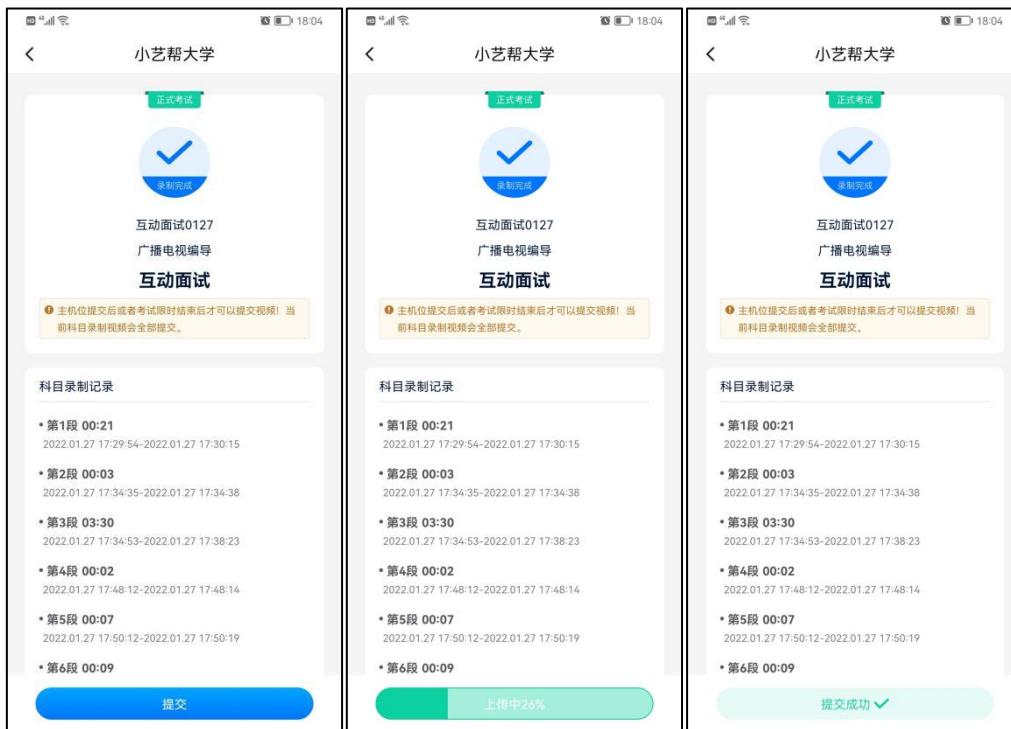 HD 4G 18:04
小艺帮大学
正式考试
录制完成
互动面试0127
广播电视编导
互动面试
主机位提交后或者考试限时结束后才可以提交视频！当
前科目录制视频会全部提交。
科目录制记录
• 第1段 00:21
2022.01.27 17:29:54-2022.01.27 17:30:15
• 第2段 00:03
2022.01.27 17:34:35-2022.01.27 17:34:38
• 第3段 03:30
2022.01.27 17:34:53-2022.01.27 17:38:23
• 第4段 00:02
2022.01.27 17:48:12-2022.01.27 17:48:14
• 第5段 00:07
2022.01.27 17:50:12-2022.01.27 17:50:19
• 第6段 00:09
提交
HD 4G 18:04
小艺帮大学
正式考试
录制完成
互动面试0127
广播电视编导
互动面试
主机位提交后或者考试限时结束后才可以提交视频！当
前科目录制视频会全部提交。
科目录制记录
• 第1段 00:21
2022.01.27 17:29:54-2022.01.27 17:30:15
• 第2段 00:03
2022.01.27 17:34:35-2022.01.27 17:34:38
• 第3段 03:30
2022.01.27 17:34:53-2022.01.27 17:38:23
• 第4段 00:02
2022.01.27 17:48:12-2022.01.27 17:48:14
• 第5段 00:07
2022.01.27 17:50:12-2022.01.27 17:50:19
• 第6段 00:09
上传中26%
HD 4G 18:04
小艺帮大学
正式考试
录制完成
互动面试0127
广播电视编导
互动面试
主机位提交后或者考试限时结束后才可以提交视频！当
前科目录制视频会全部提交。
科目录制记录
• 第1段 00:21
2022.01.27 17:29:54-2022.01.27 17:30:15
• 第2段 00:03
2022.01.27 17:34:35-2022.01.27 17:34:38
• 第3段 03:30
2022.01.27 17:34:53-2022.01.27 17:38:23
• 第4段 00:02
2022.01.27 17:48:12-2022.01.27 17:48:14
• 第5段 00:07
2022.01.27 17:50:12-2022.01.27 17:50:19
• 第6段 00:09
提交成功